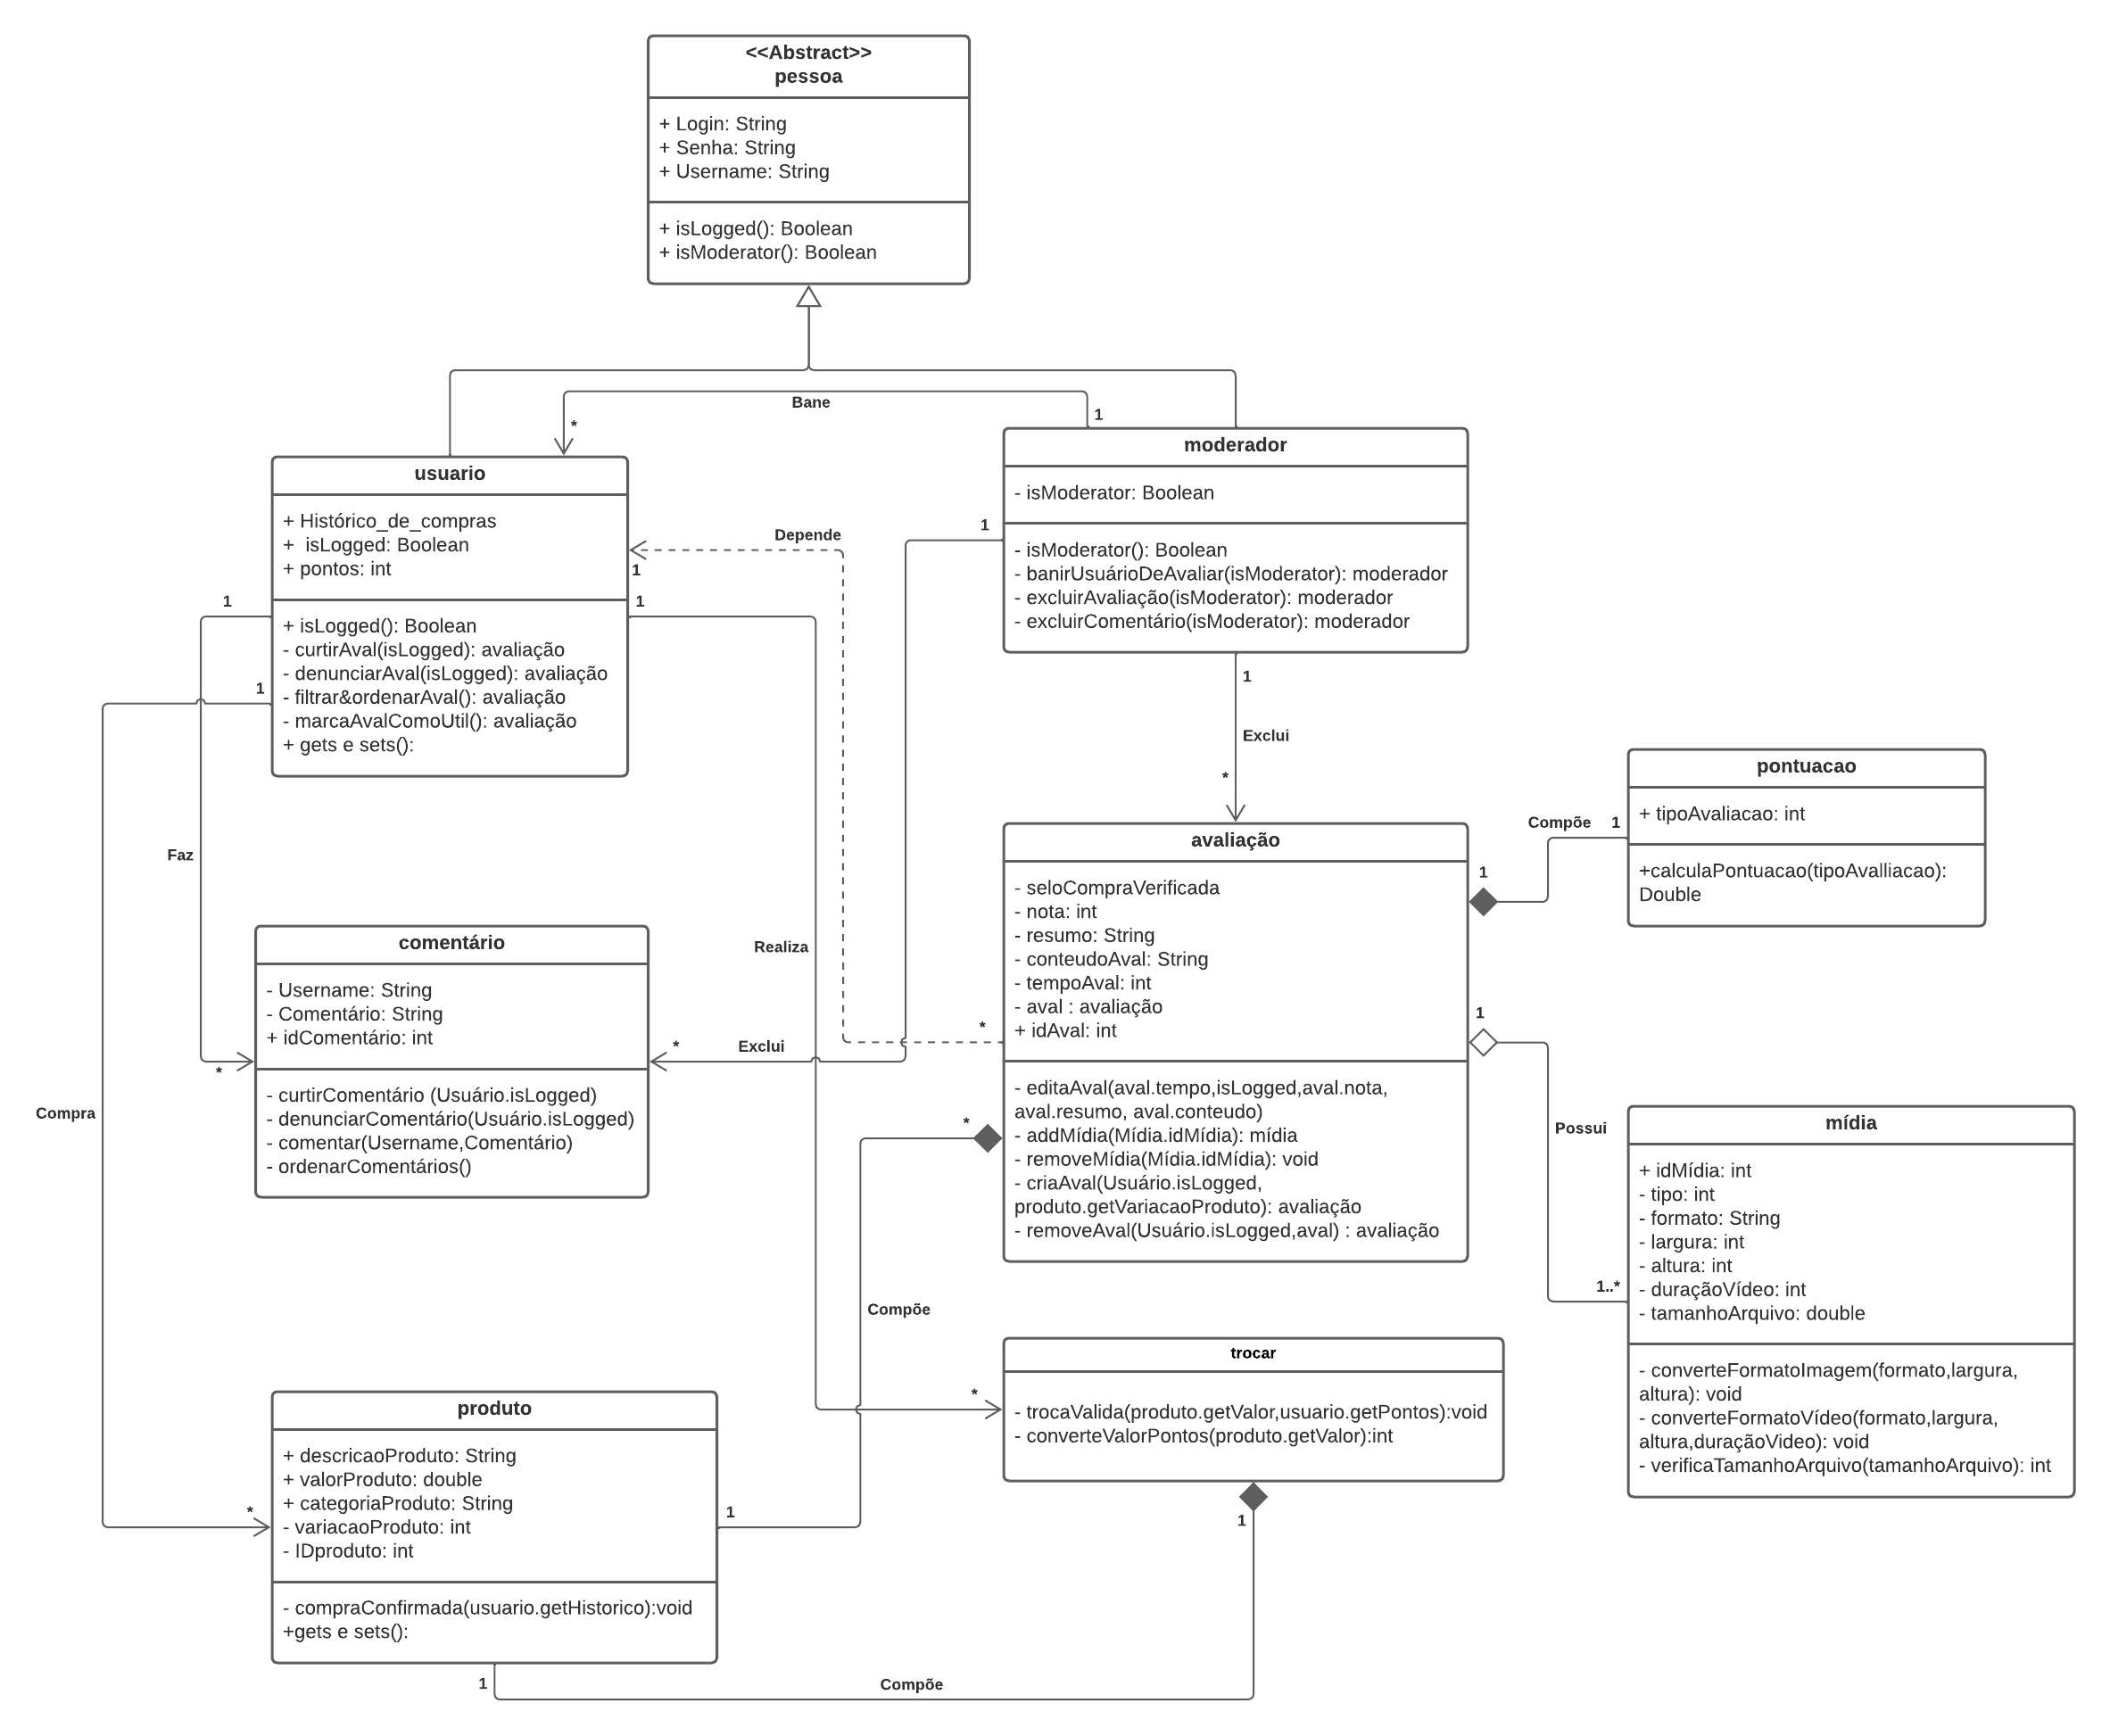 <<Abstract>>
pessoa
+ Login: String
+ Senha: String
+ Username: String
+ isLogged(): Boolean
+ isModerator(): Boolean
Bane
1
*
usuario
+ Histórico_de_compras
+  isLogged: Boolean
+ pontos: int
+ isLogged(): Boolean
- curtirAval(isLogged): avaliação
- denunciarAval(isLogged): avaliação
- filtrar&ordenarAval(): avaliação
- marcaAvalComoUtil(): avaliação
+ gets e sets():
moderador
- isModerator: Boolean
- isModerator(): Boolean
- banirUsuárioDeAvaliar(isModerator): moderador
- excluirAvaliação(isModerator): moderador
- excluirComentário(isModerator): moderador
1
Depende
1
1
1
1
1
Exclui
*
pontuacao
+ tipoAvaliacao: int
+calculaPontuacao(tipoAvalliacao):
Double
Compõe
1
1
Faz
avaliação
- seloCompraVerificada
- nota: int
- resumo: String
- conteudoAval: String
- tempoAval: int
- aval : avaliação
+ idAval: int
- editaAval(aval.tempo,isLogged,aval.nota,
aval.resumo, aval.conteudo)
- addMídia(Mídia.idMídia): mídia
- removeMídia(Mídia.idMídia): void
- criaAval(Usuário.isLogged,
produto.getVariacaoProduto): avaliação
- removeAval(Usuário.isLogged,aval) : avaliação
comentário
- Username: String
- Comentário: String
+ idComentário: int
- curtirComentário (Usuário.isLogged)
- denunciarComentário(Usuário.isLogged)
- comentar(Username,Comentário)
- ordenarComentários()
Realiza
*
1
*
Exclui
*
Compra
*
Possui
mídia
+ idMídia: int
- tipo: int
- formato: String
- largura: int
- altura: int
- duraçãoVídeo: int
- tamanhoArquivo: double
- converteFormatoImagem(formato,largura,
altura): void
- converteFormatoVídeo(formato,largura,
altura,duraçãoVideo): void
- verificaTamanhoArquivo(tamanhoArquivo): int
1..*
Compõe
trocar
- trocaValida(produto.getValor,usuario.getPontos):void
- converteValorPontos(produto.getValor):int
*
produto
+ descricaoProduto: String
+ valorProduto: double
+ categoriaProduto: String
- variacaoProduto: int
- IDproduto: int
- compraConfirmada(usuario.getHistorico):void
+gets e sets():
*
1
1
1
Compõe